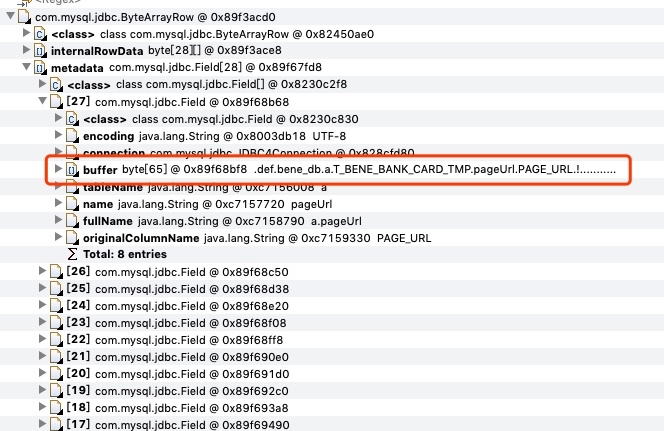 <Regex>
com.mysql.jdbc.ByteArrayRow @ 0x89f3acd0
<class> class com.mysql.jdbc.ByteArrayRow @ 0x82450ae0
internalRowData byte[28][] @ 0x89f3ace8
metadata com.mysql.jdbc.Field[28] @ 0x89f67fd8
<class> class com.mysql.jdbc.Field[] @ 0x8230c2f8
[27] com.mysql.jdbc.Field @ 0x89f68b68
<class> class com.mysql.jdbc.Field @ 0x8230c830
encoding java.lang.String @ 0x8003db18 UTF-8
connection com.mysql.jdbc.JDBC4Connection @ 0x828cfd80
buffer byte[65] @ 0x89f68bf8 .def.bene_db.a.T_BENE_BANK_CARD_TMP.pageUrl.PAGE_URL.!...........
tableName java.lang.String @ 0xc7156008 a
name java.lang.String @ 0xc7157720 pageUrl
fullName java.lang.String @ 0xc7158790 a.pageUrl
originalColumnName java.lang.String @ 0xc7159330 PAGE_URL
Σ Total: 8 entries
[26] com.mysql.jdbc.Field @ 0x89f68c50
[25] com.mysql.jdbc.Field @ 0x89f68d38
[24] com.mysql.jdbc.Field @ 0x89f68e20
[23] com.mysql.jdbc.Field @ 0x89f68f08
[22] com.mysql.jdbc.Field @ 0x89f68ff8
[21] com.mysql.jdbc.Field @ 0x89f690e0
[20] com.mysql.jdbc.Field @ 0x89f691d0
[19] com.mysql.jdbc.Field @ 0x89f692c0
[18] com.mysql.jdbc.Field @ 0x89f693a8
[17] com.mysql.jdbc.Field @ 0x89f69490